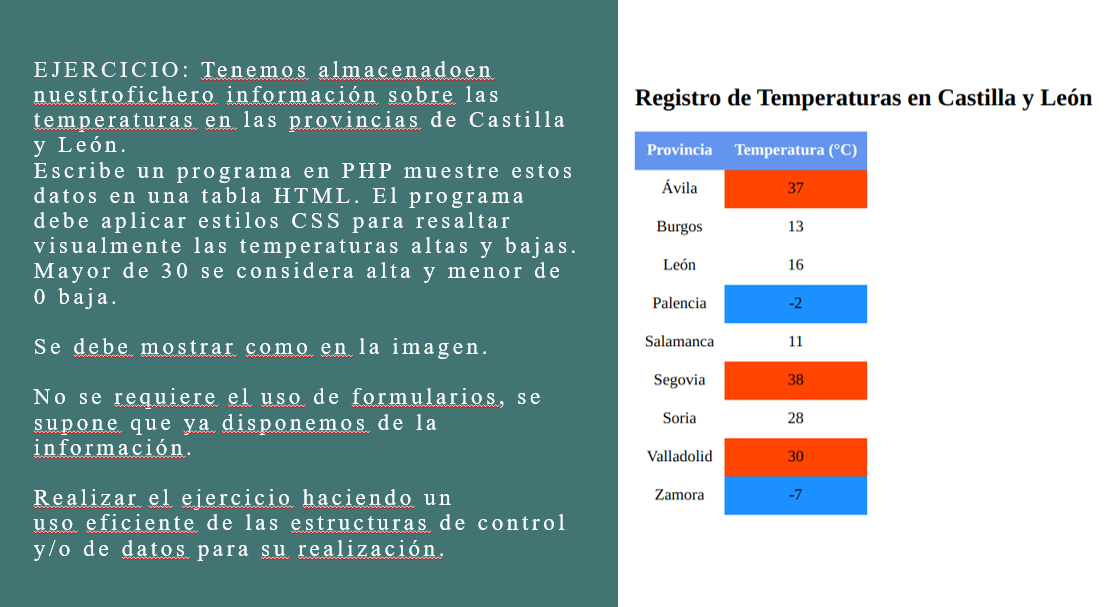 EJERCICIO: Tenemos almacenadoen
nuestrofichero información sobre las
temperaturas en las provincias de Castilla
y León.
Escribe un programa en PHP muestre estos
datos en una tabla HTML. El programa
debe aplicar estilos CSS para resaltar
visualmente las temperaturas altas y bajas.
Mayor de 30 se considera alta y menor de
0 baja.
Se debe mostrar como en la imagen.
No se requiere el uso de formularios, se
supone que ya disponemos de la
información.
Realizar el ejercicio haciendo un
uso eficiente de las estructuras de control
y/o de datos para su realización.
Registro de Temperaturas en Castilla y León
Provincia Temperatura (°C)
Ávila 37
Burgos 13
León 16
Palencia -2
Salamanca 11
Segovia 38
Soria 28
Valladolid 30
Zamora -7